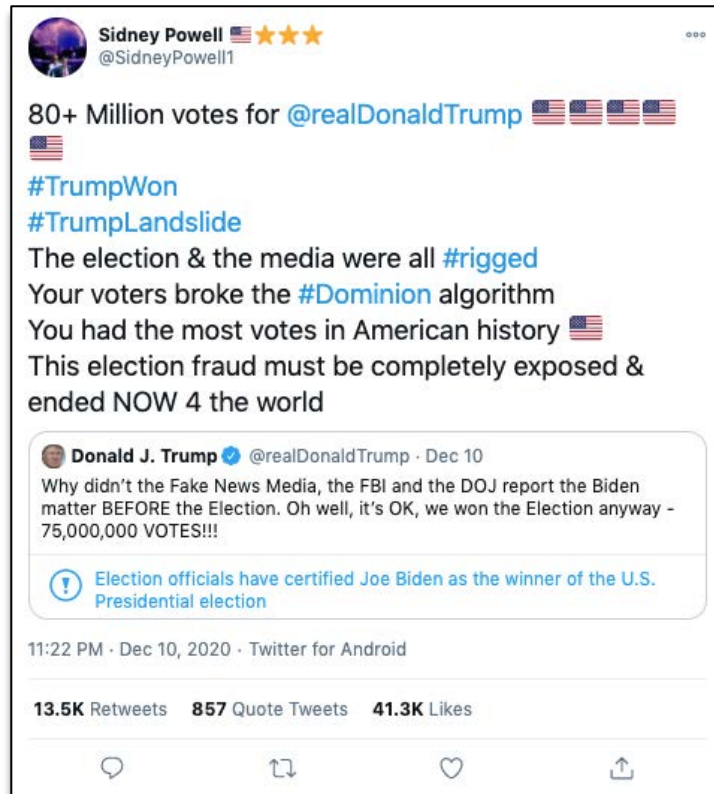 Sidney Powell 🇺🇸⭐⭐⭐
@SidneyPowell1
80+ Million votes for @realDonaldTrump 🇺🇸🇺🇸🇺🇸🇺🇸
🇺🇸
#TrumpWon
#TrumpLandslide
The election & the media were all #rigged
Your voters broke the #Dominion algorithm
You had the most votes in American history 🇺🇸
This election fraud must be completely exposed &
ended NOW 4 the world
Donald J. Trump @realDonaldTrump · Dec 10
Why didn't the Fake News Media, the FBI and the DOJ report the Biden
matter BEFORE the Election. Oh well, it's OK, we won the Election anyway -
75,000,000 VOTES!!!
Election officials have certified Joe Biden as the winner of the U.S.
Presidential election
11:22 PM · Dec 10, 2020 · Twitter for Android
13.5K Retweets 857 Quote Tweets 41.3K Likes